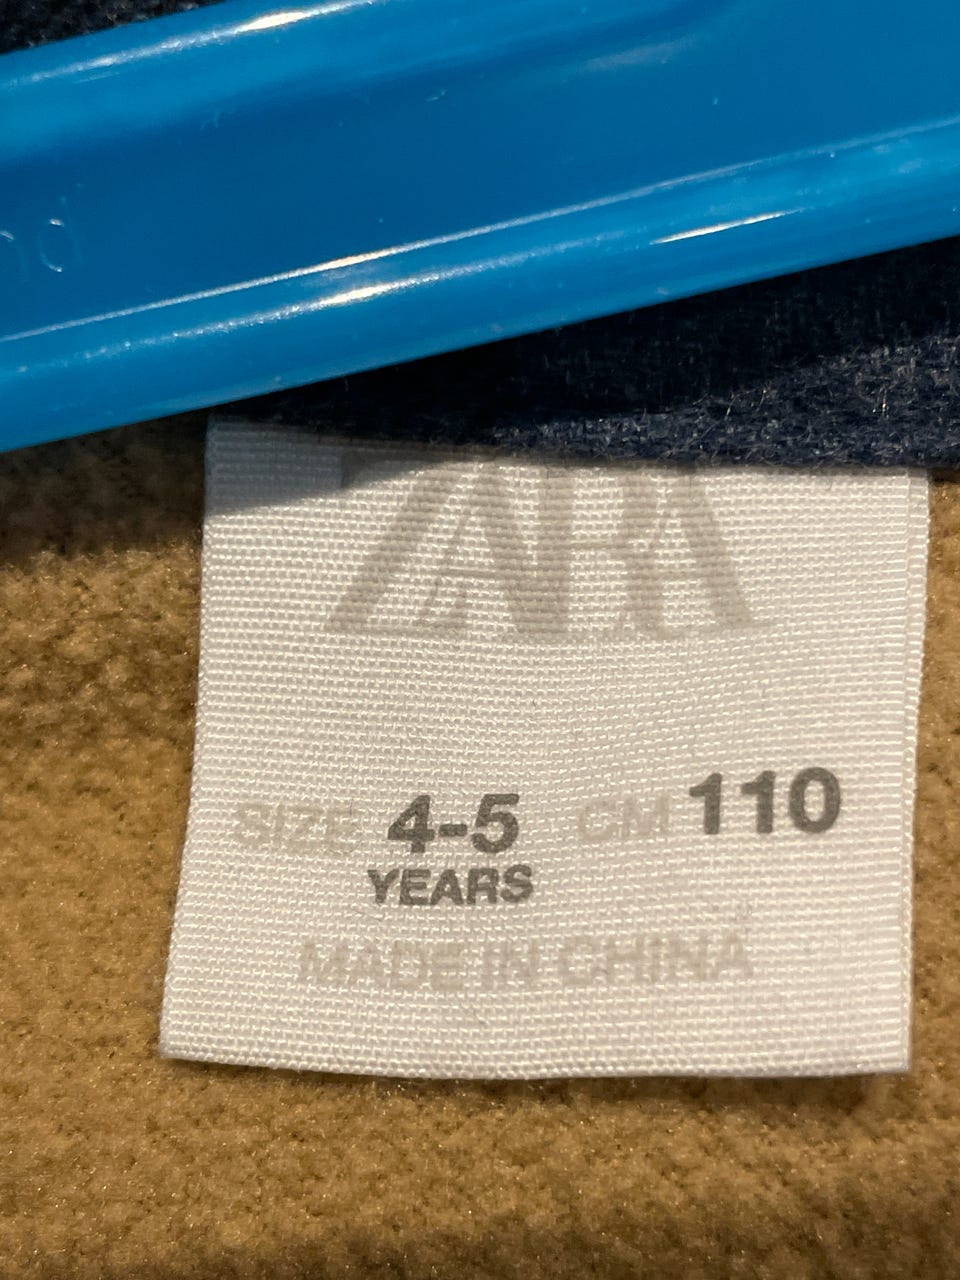 ZARA
SIZE 4-5 CM 110
YEARS
MADE IN CHINA